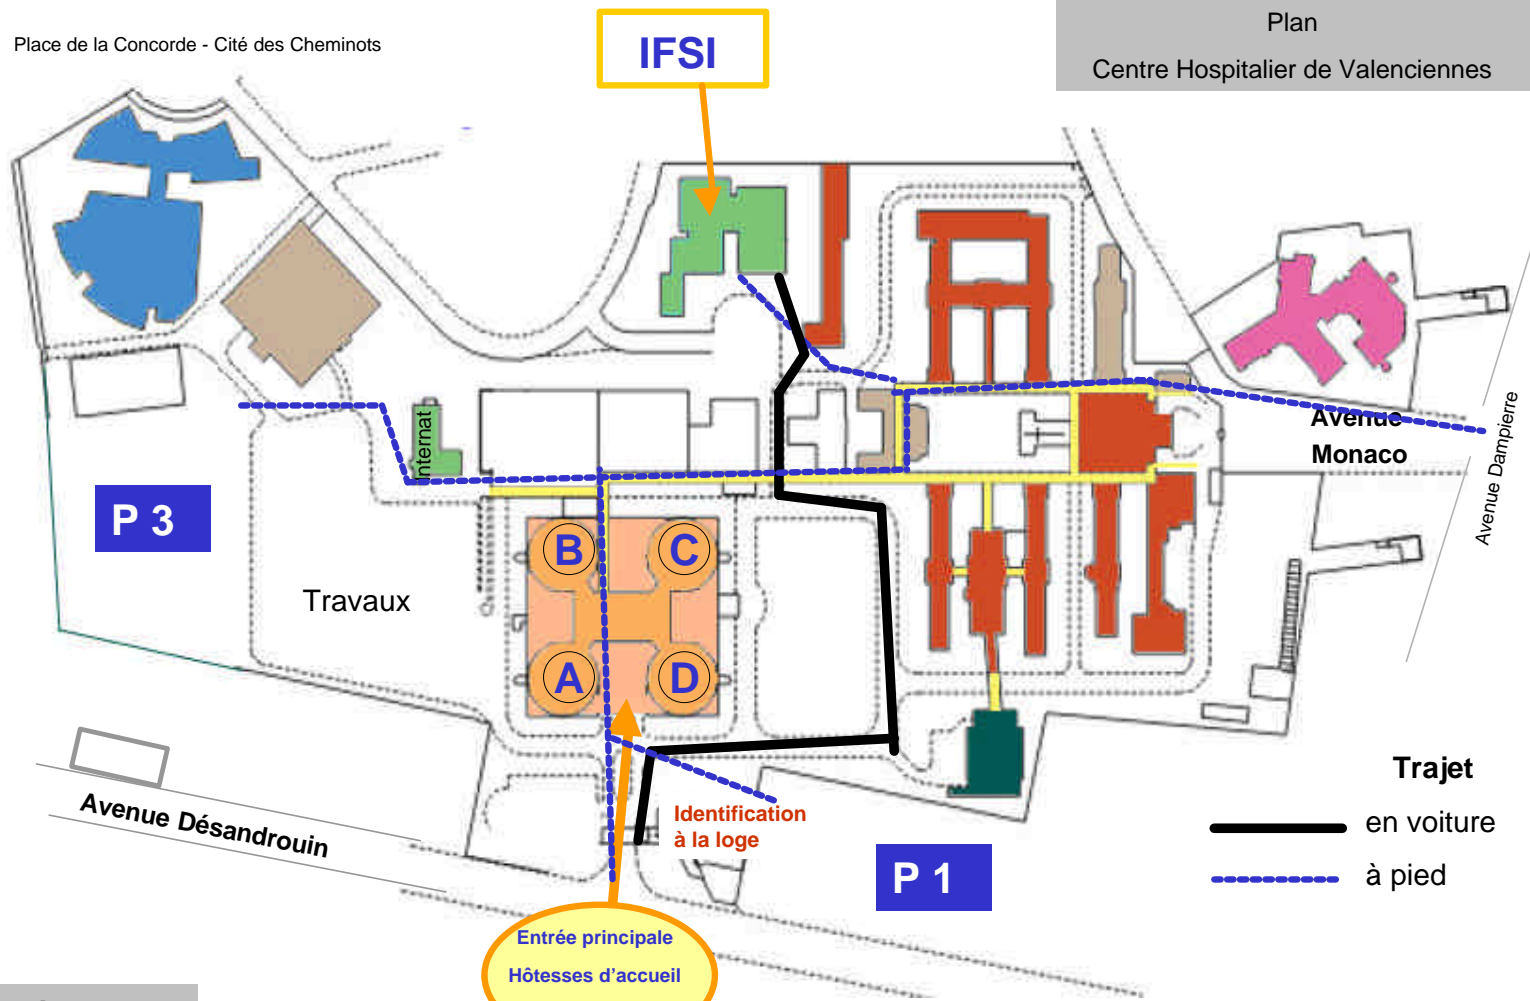 Plan
Centre Hospitalier de Valenciennes
Place de la Concorde - Cité des Cheminots
IFSI
Internat
Avenue
Monaco
Avenue Dampierre
P 3
B
C
Travaux
A
D
Avenue Désandrouin
Identification
à la loge
P 1
Trajet
en voiture
à pied
Entrée principale
Hôtesses d'accueil